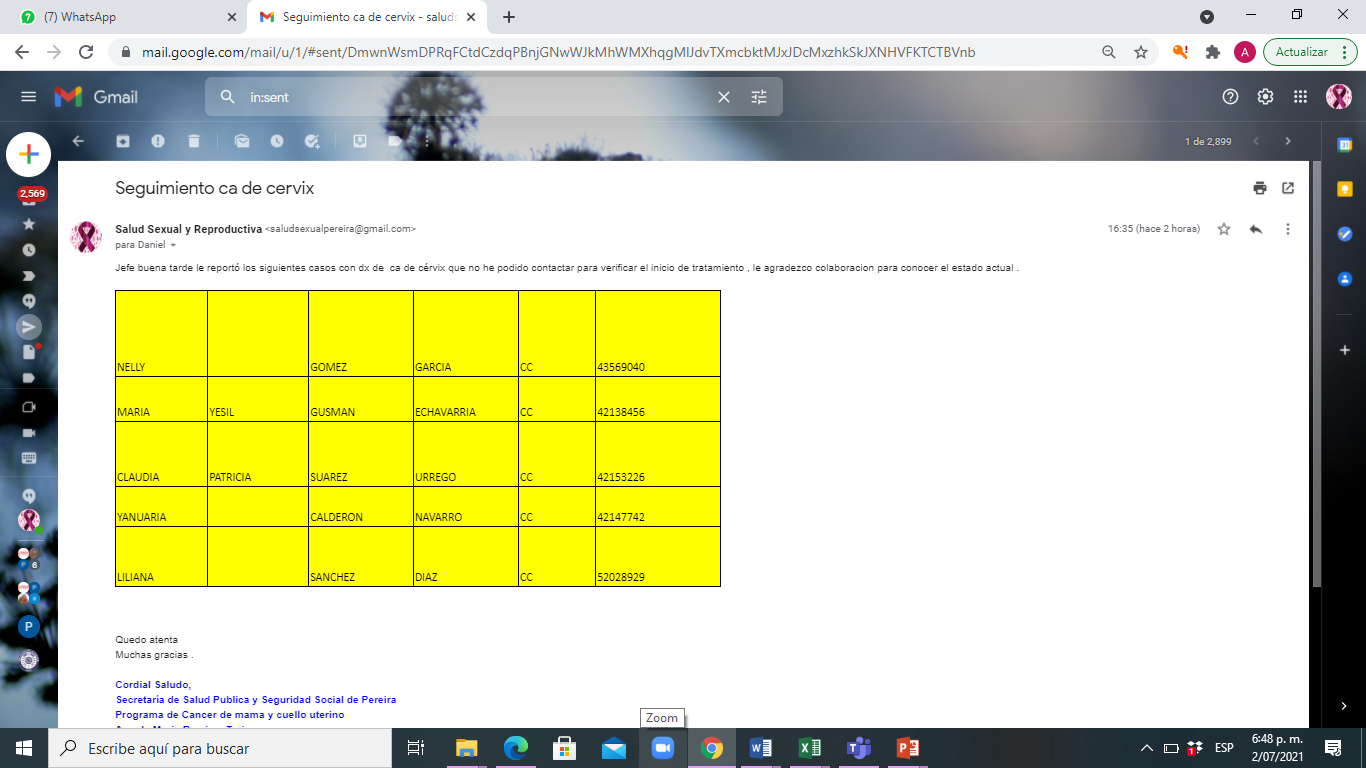 (7) WhatsApp
Seguimiento ca de cervix - saluds
mail.google.com/mail/u/1/#sent/DmwnWsmDPRqFCtdCzdqPBnjGNwWJkMhWMXhqgMlJdvTXmcbktMJxJDcMxzhkSkJXNHVFKTCTBVnb
A
Actualizar
Gmail
in:sent
1 de 2,899
2,569
Seguimiento ca de cervix
Salud Sexual y Reproductiva <saludsexualpereira@gmail.com>
16:35 (hace 2 horas)
para Daniel
Jefe buena tarde le reportó los siguientes casos con dx de ca de cérvix que no he podido contactar para verificar el inicio de tratamiento , le agradezco colaboracion para conocer el estado actual .
NELLY GOMEZ GARCIA CC 43569040
MARIA YESIL GUSMAN ECHAVARRIA CC 42138456
CLAUDIA PATRICIA SUAREZ URREGO CC 42153226
YANUARIA CALDERON NAVARRO CC 42147742
LILIANA SANCHEZ DIAZ CC 52028929
6
P
Quedo atenta
Muchas gracias .
Cordial Saludo,
Secretaría de Salud Publica y Seguridad Social de Pereira
Programa de Cancer de mama y cuello uterino
Zoom
Escribe aquí para buscar
ESP
6:48 p. m.
2/07/2021